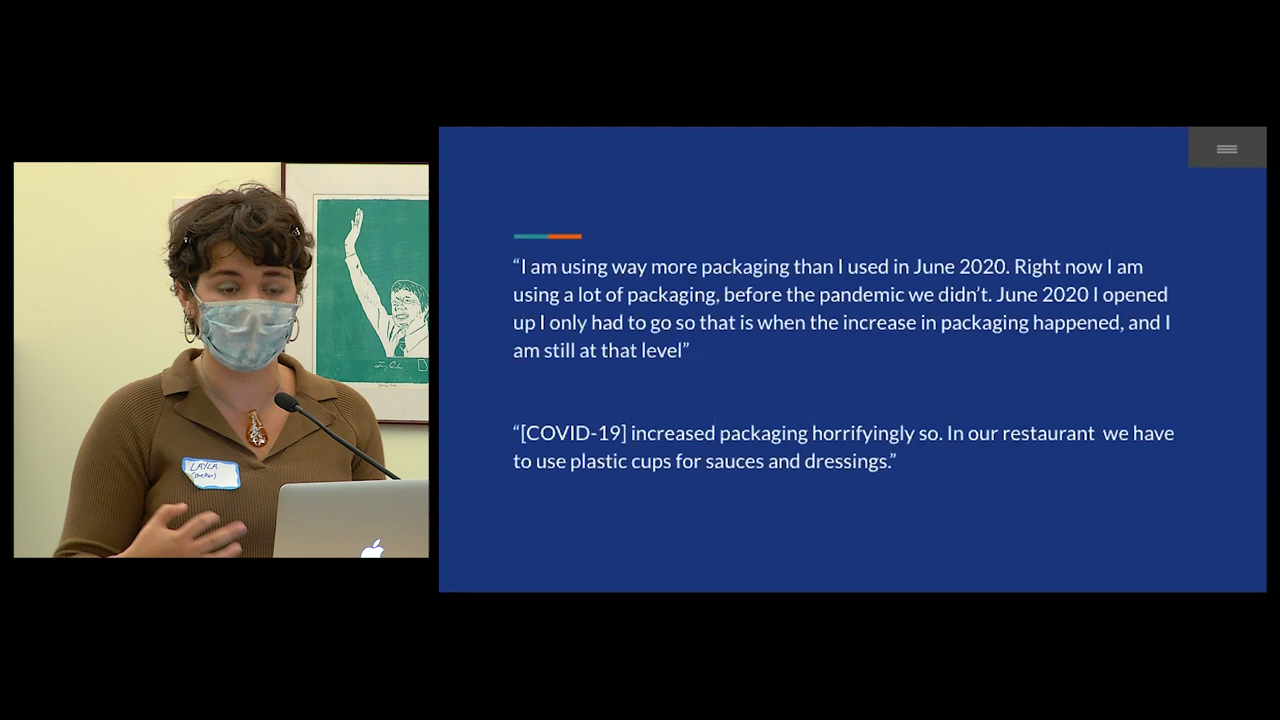 “I am using way more packaging than I used in June 2020. Right now I am
using a lot of packaging, before the pandemic we didn’t. June 2020 I opened
up I only had to go so that is when the increase in packaging happened, and I
am still at that level”
“[COVID-19] increased packaging horrifyingly so. In our restaurant  we have
to use plastic cups for sauces and dressings.”
LAYLA